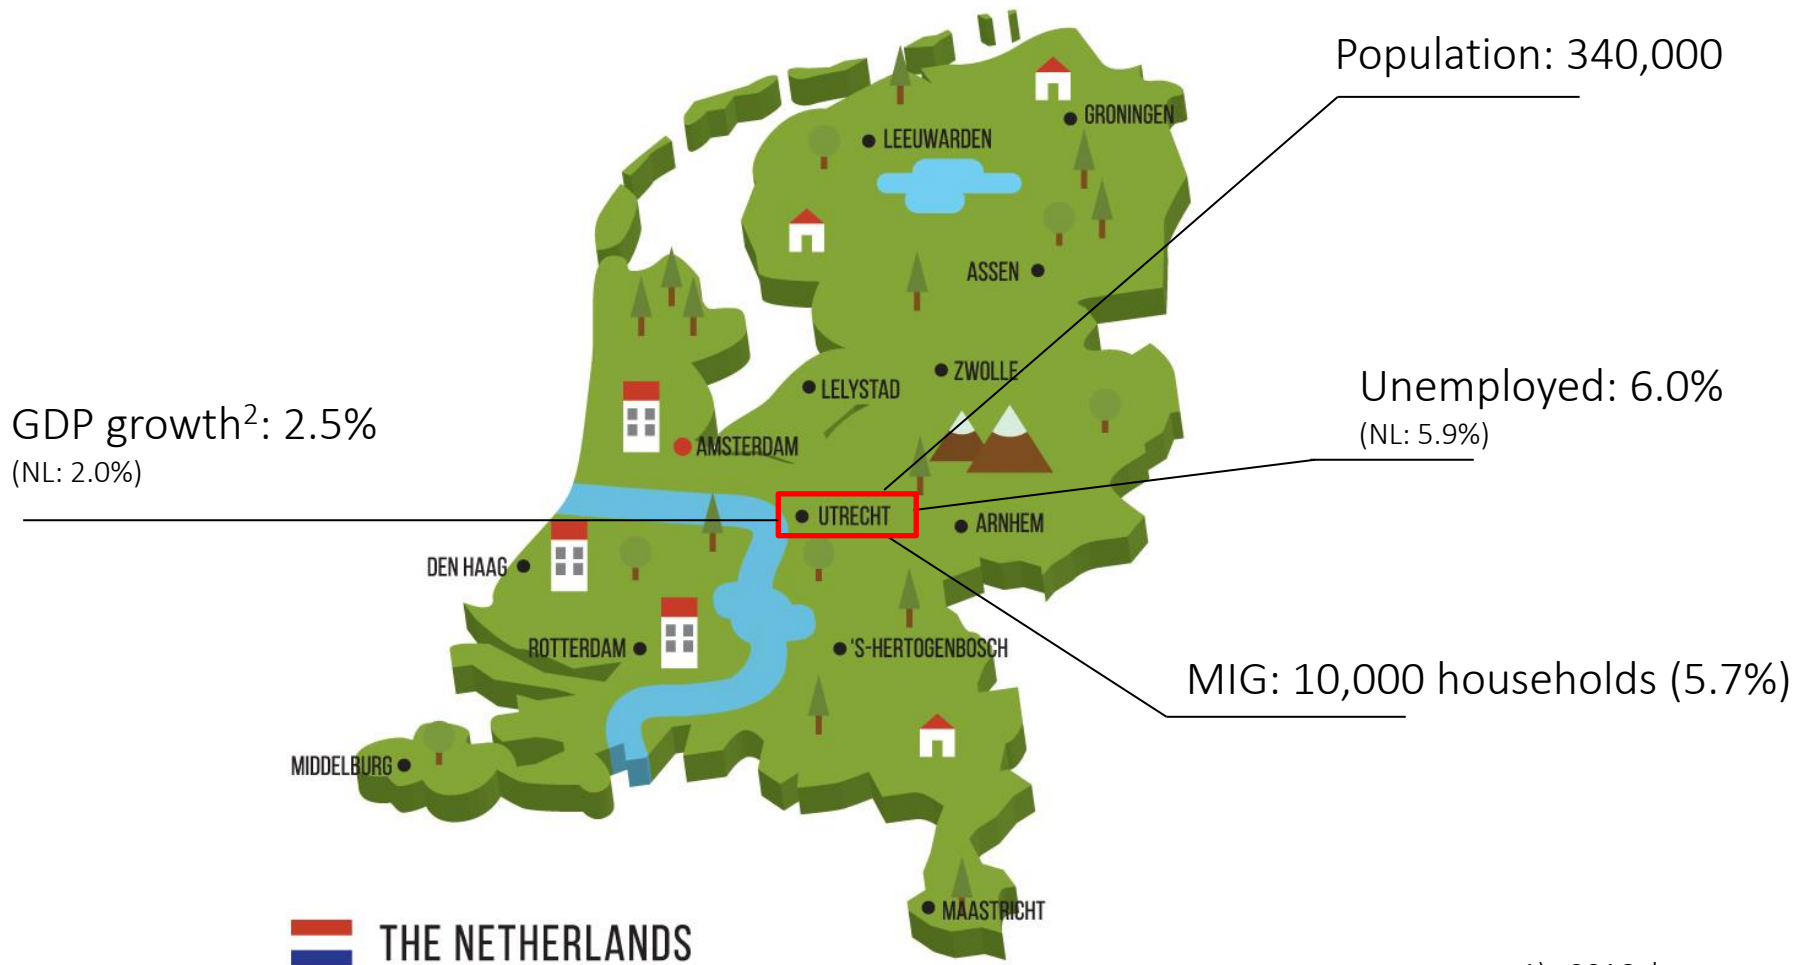 Population: 340,000
GRONINGEN
LEEUWARDEN
ASSEN
ZWOLLE
LELYSTAD
Unemployed: 6.0%
(NL: 5.9%)
GDP growth²: 2.5%
(NL: 2.0%)
AMSTERDAM
UTRECHT
ARNHEM
DEN HAAG
ROTTERDAM
'S-HERTOGENBOSCH
MIG: 10,000 households (5.7%)
MIDDELBURG
MAASTRICHT
THE NETHERLANDS